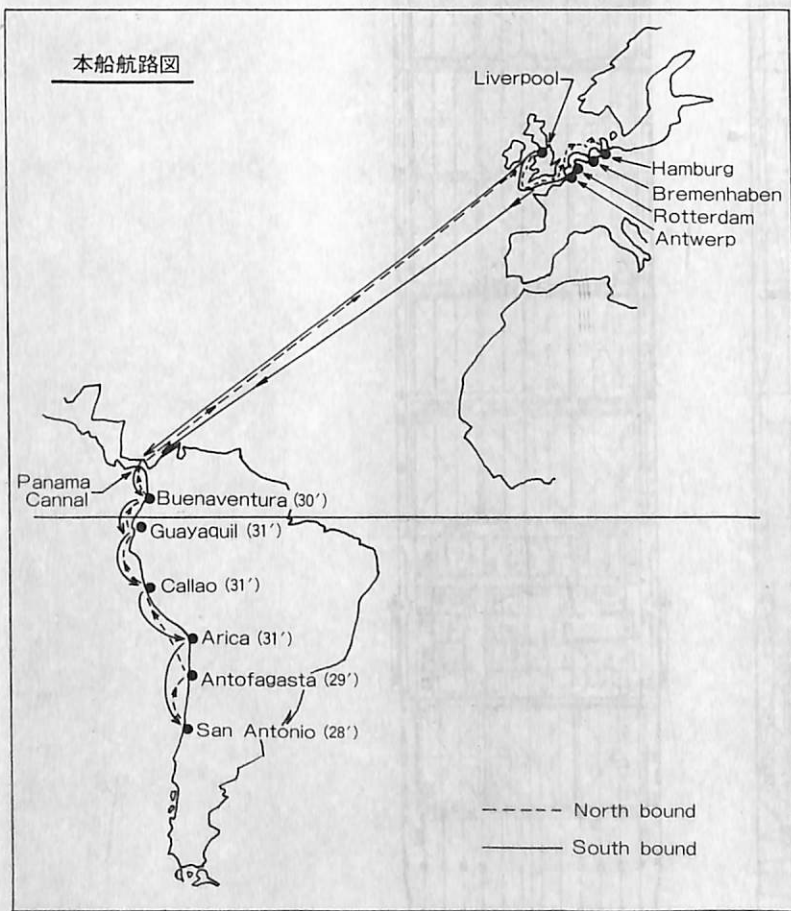 本船航路図
Liverpool
Hamburg
Bremenhaben
Rotterdam
Antwerp
Panama
Cannal
Buenaventura (30′)
Guayaquil (31′)
Callao (31′)
Arica (31′)
Antofagasta (29′)
San Antonio (28′)
North bound
South bound